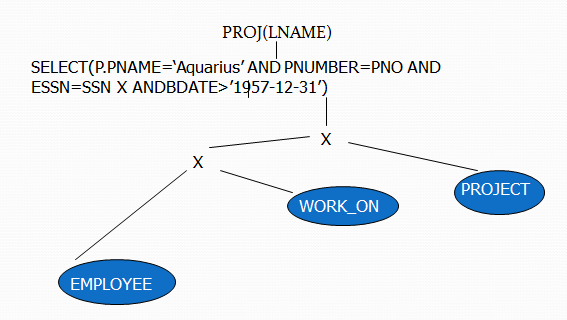 PROJ(LNAME)
SELECT(P.PNAME=‘Aquarius’ AND PNUMBER=PNO AND
ESSN=SSN X ANDBDATE>’1957-12-31’)
X
X
PROJECT
WORK_ON
EMPLOYEE